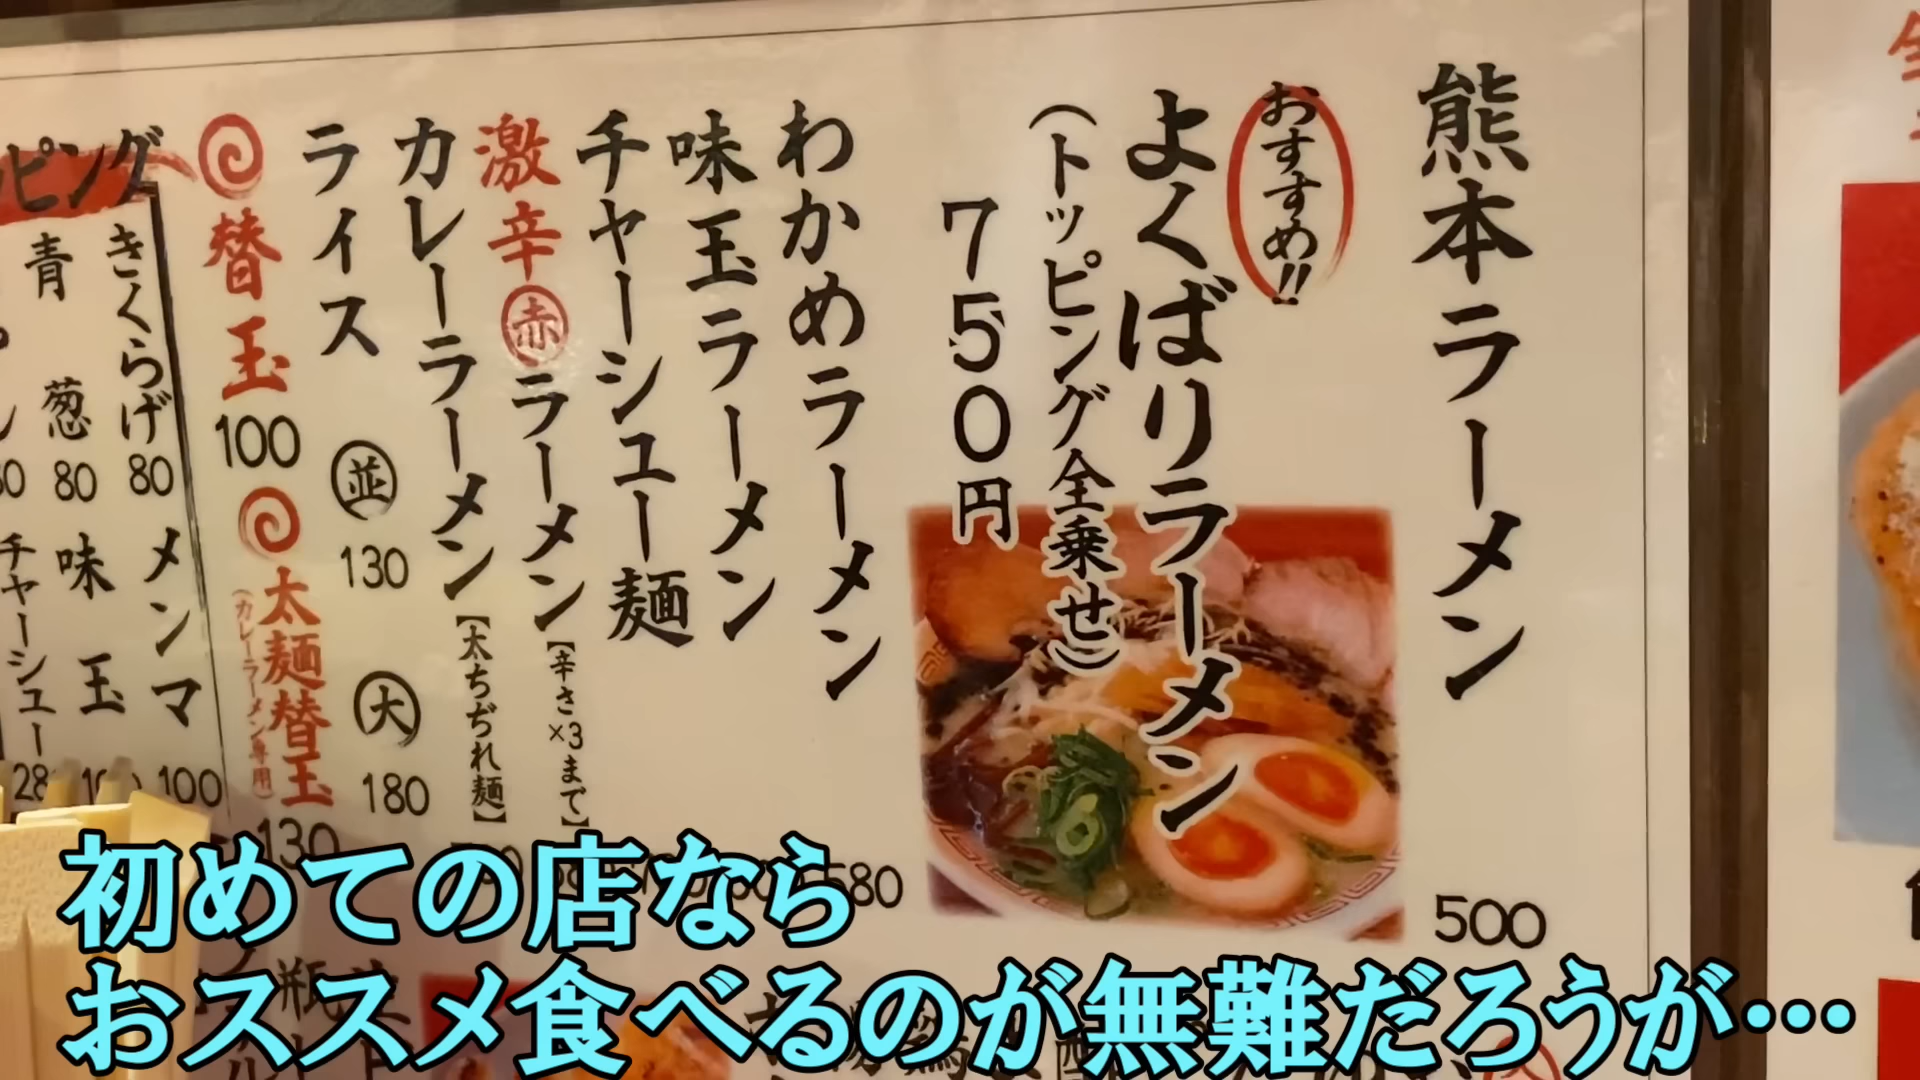 熊本ラーメン
500
おすすめ!!
よくばりラーメン
(トッピング全乗せ)
750円
わかめラーメン
580
味玉ラーメン
チャーシュー麺
激辛赤ラーメン
【辛さ×3まで】
カレーラーメン
【太ちぢれ麺】
ライス
並
130
大
180
替玉
100
太麺替玉
(カレーラーメン専用)
130
ピング
きくらげ
80
メンマ
100
青葱
80
味玉
チャーシュー
初めての店なら
おススメ食べるのが無難だろうが…